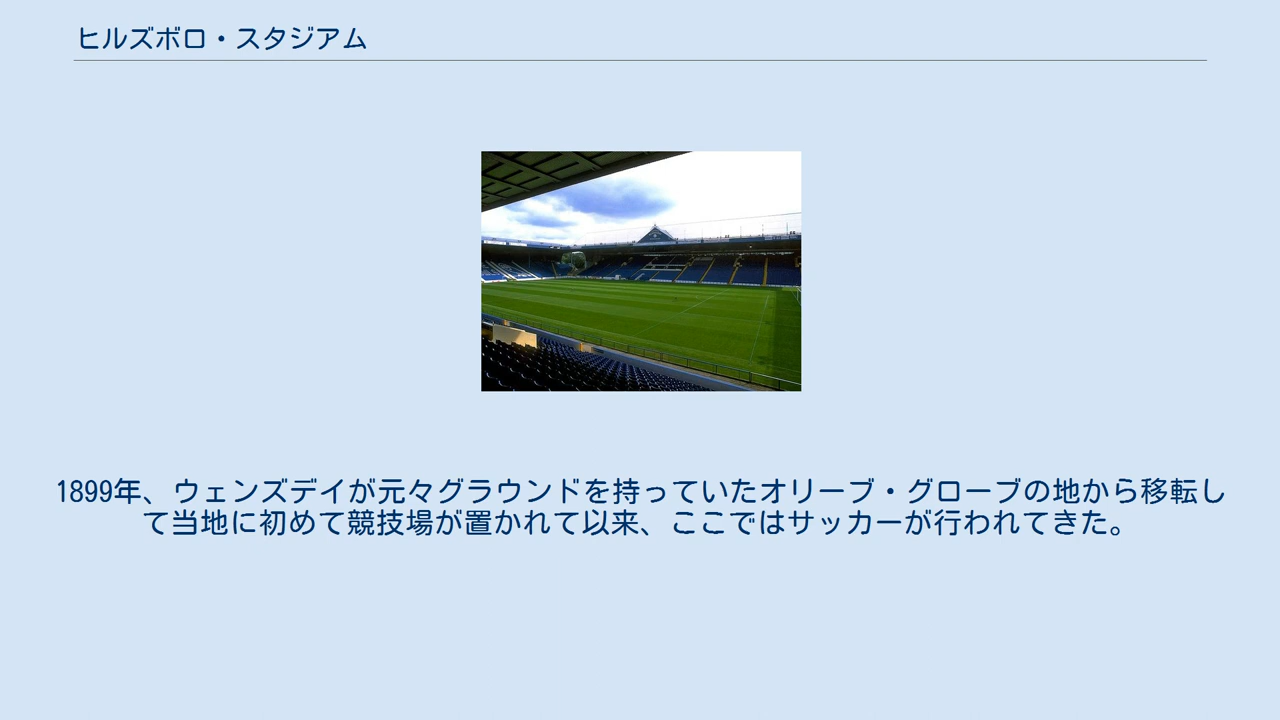 ヒルズボロ・スタジアム
1899年、ウェンズデイが元々グラウンドを持っていたオリーブ・グローブの地から移転し
て当地に初めて競技場が置かれて以来、ここではサッカーが行われてきた。